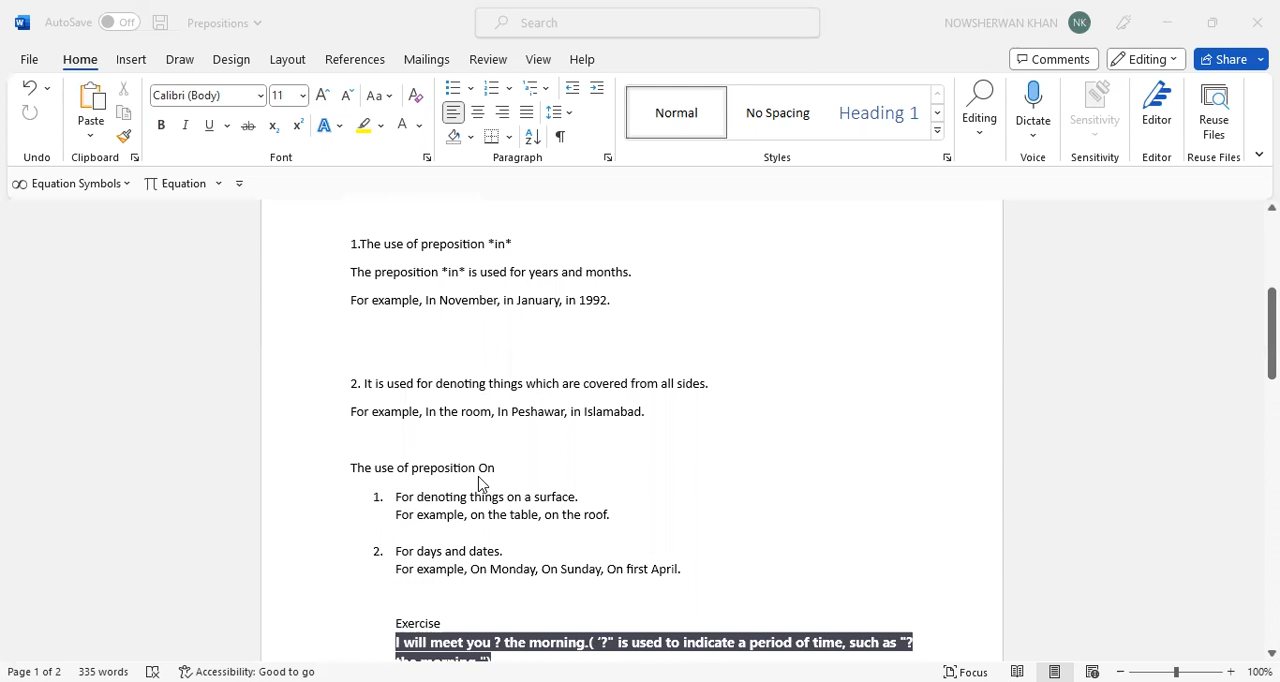 AutoSave Off Prepositions Search NOWSHERWAN KHAN NK
File Home Insert Draw Design Layout References Mailings Review View Help Comments Editing Share
Calibri (Body) 11 Aa
Paste Normal No Spacing Heading 1 Editing Dictate Sensitivity Editor Reuse Files
B I U ab x₂ x² A A
Undo Clipboard Font Paragraph Styles Voice Sensitivity Editor Reuse Files
Equation Symbols Equation
1.The use of preposition *in*
The preposition *in* is used for years and months.
For example, In November, in January, in 1992.
2. It is used for denoting things which are covered from all sides.
For example, In the room, In Peshawar, in Islamabad.
The use of preposition On
1. For denoting things on a surface.
For example, on the table, on the roof.
2. For days and dates.
For example, On Monday, On Sunday, On first April.
Exercise
I will meet you ? the morning.( ‘?" is used to indicate a period of time, such as "?
the morning.")
Page 1 of 2 335 words Accessibility: Good to go Focus 100%